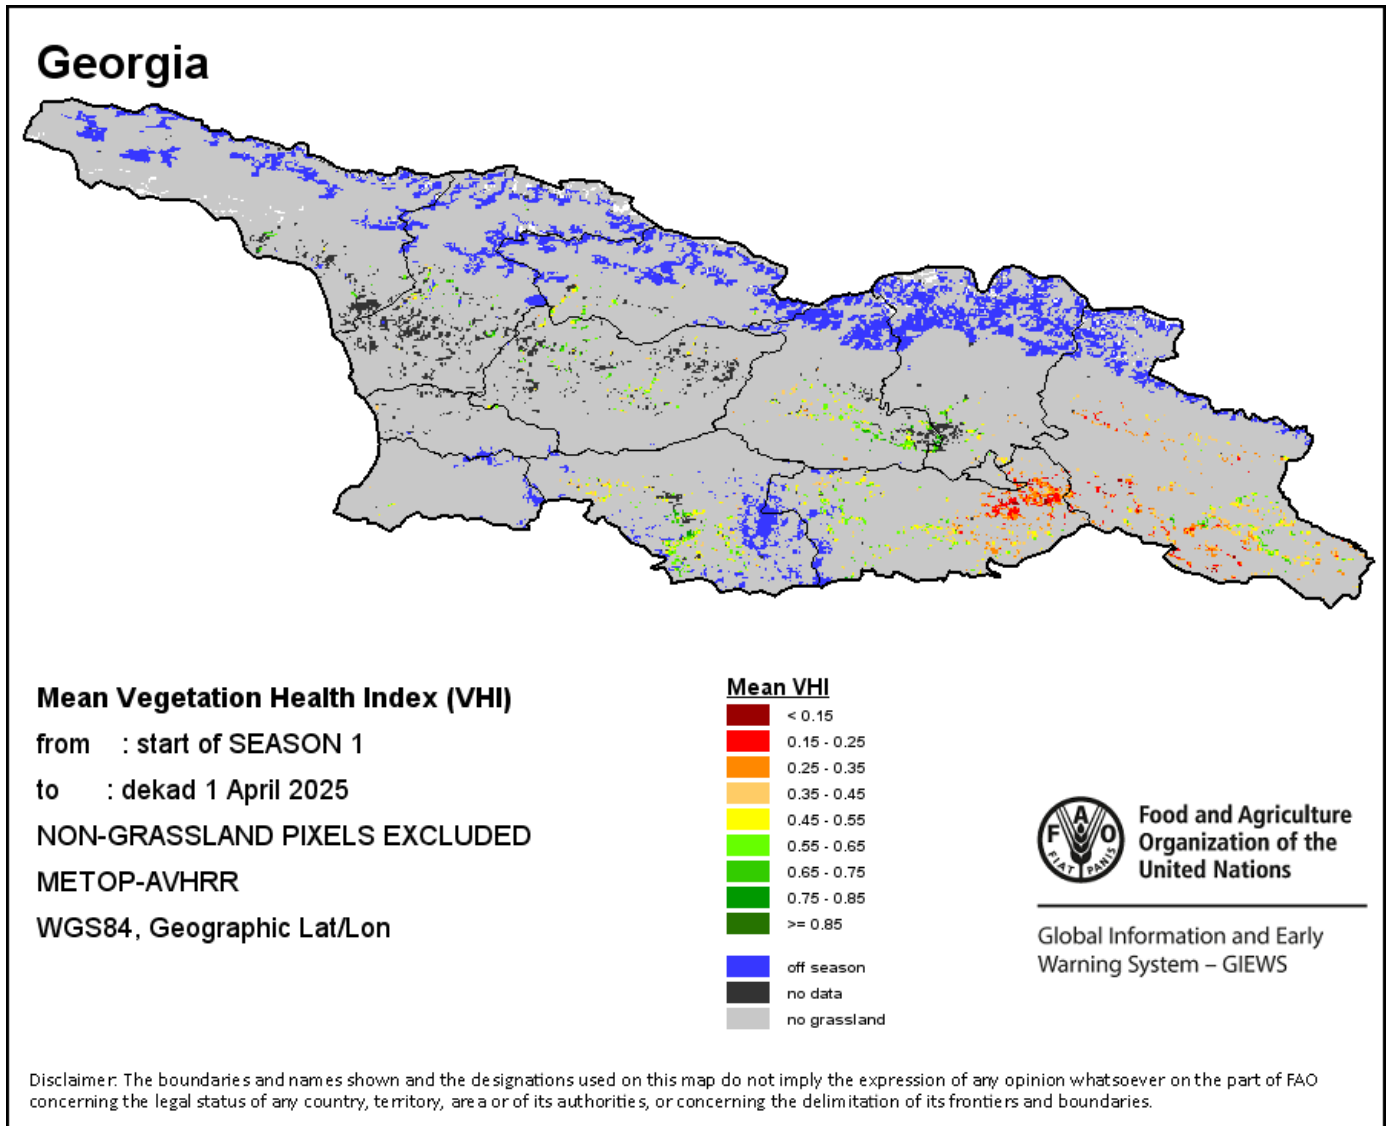 Georgia
Mean Vegetation Health Index (VHI)
from : start of SEASON 1
to : dekad 1 April 2025
NON-GRASSLAND PIXELS EXCLUDED
METOP-AVHRR
WGS84, Geographic Lat/Lon
Mean VHI
< 0.15
0.15 - 0.25
0.25 - 0.35
0.35 - 0.45
0.45 - 0.55
0.55 - 0.65
0.65 - 0.75
0.75 - 0.85
>= 0.85
off season
no data
no grassland
F A O
FIAT PANIS
Food and Agriculture
Organization of the
United Nations
Global Information and Early
Warning System – GIEWS
Disclaimer: The boundaries and names shown and the designations used on this map do not imply the expression of any opinion whatsoever on the part of FAO
concerning the legal status of any country, territory, area or of its authorities, or concerning the delimitation of its frontiers and boundaries.